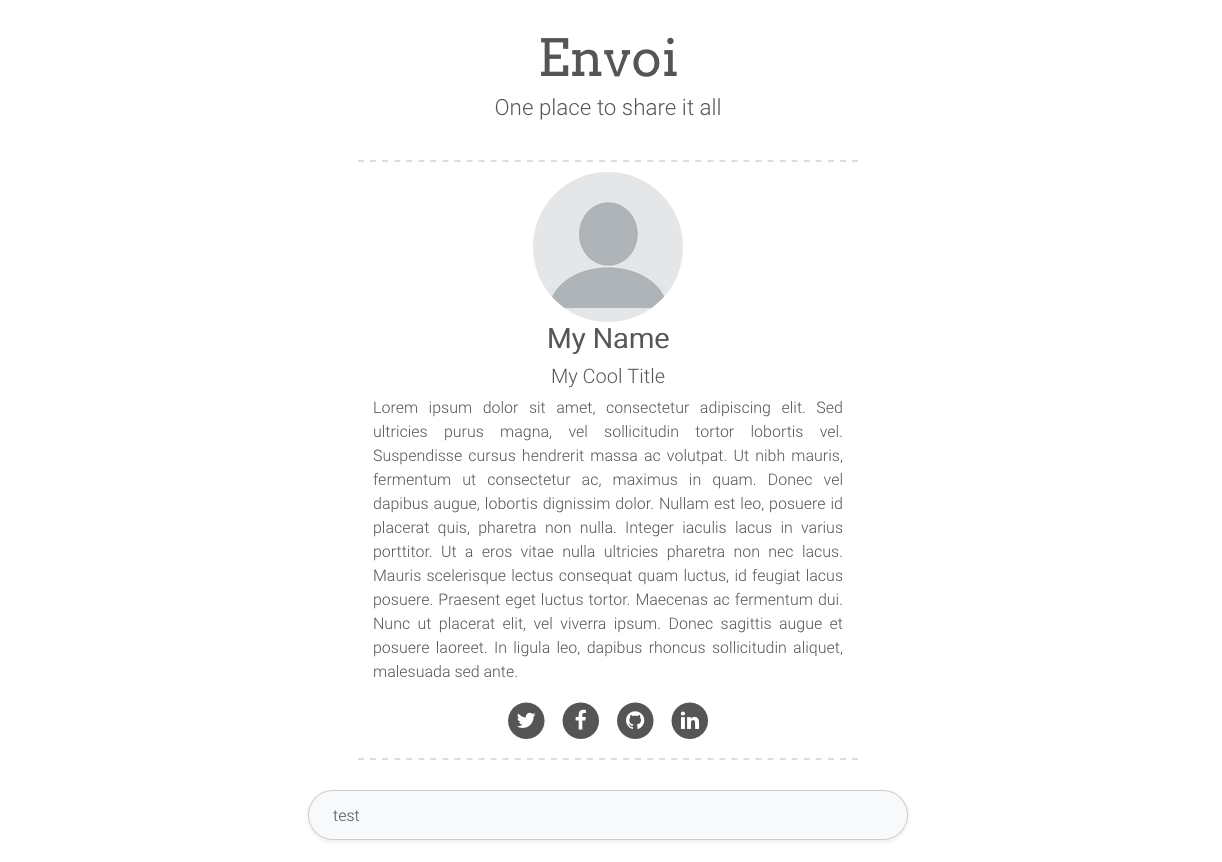 Envoi
One place to share it all
My Name
My Cool Title
Lorem ipsum dolor sit amet, consectetur adipiscing elit. Sed
ultricies purus magna, vel sollicitudin tortor lobortis vel.
Suspendisse cursus hendrerit massa ac volutpat. Ut nibh mauris,
fermentum ut consectetur ac, maximus in quam. Donec vel
dapibus augue, lobortis dignissim dolor. Nullam est leo, posuere id
placerat quis, pharetra non nulla. Integer iaculis lacus in varius
porttitor. Ut a eros vitae nulla ultricies pharetra non nec lacus.
Mauris scelerisque lectus consequat quam luctus, id feugiat lacus
posuere. Praesent eget luctus tortor. Maecenas ac fermentum dui.
Nunc ut placerat elit, vel viverra ipsum. Donec sagittis augue et
posuere laoreet. In ligula leo, dapibus rhoncus sollicitudin aliquet,
malesuada sed ante.
test